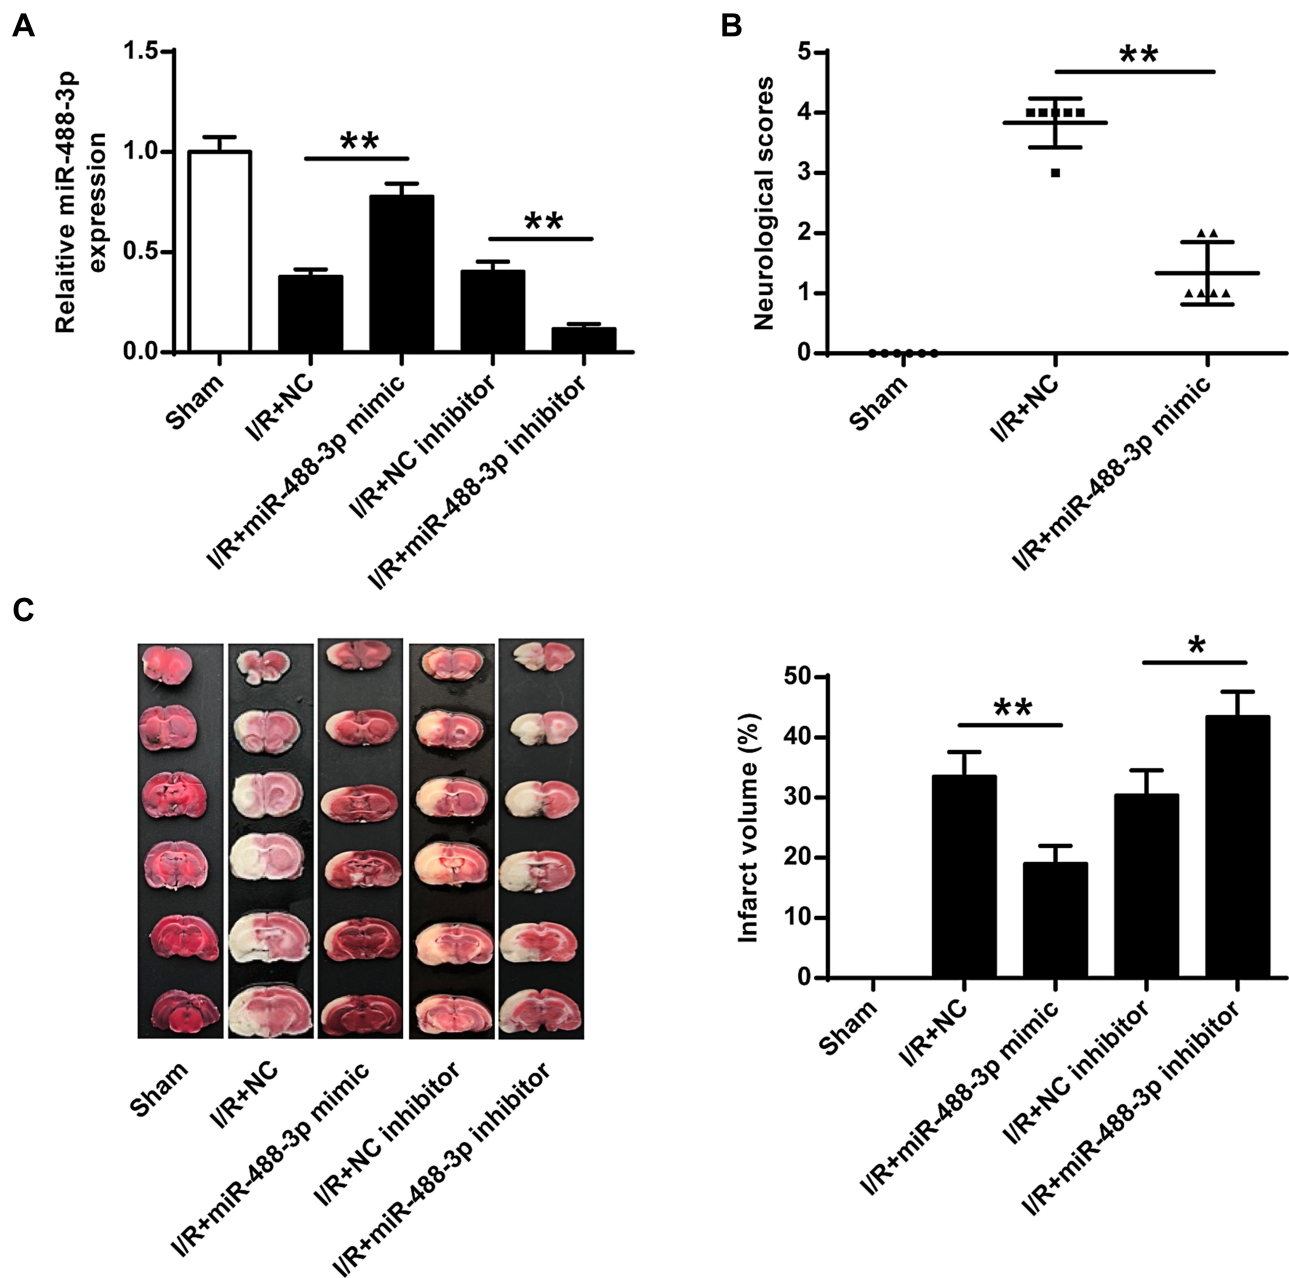 A
Relaitive miR-488-3p
expression
1.5
1.0
0.5
0.0
**
**
Sham
I/R+NC
I/R+miR-488-3p mimic
I/R+NC inhibitor
I/R+miR-488-3p inhibitor
B
Neurological scores
5
4
3
2
1
0
**
Sham
I/R+NC
I/R+miR-488-3p mimic
C
Sham
I/R+NC
I/R+miR-488-3p mimic
I/R+NC inhibitor
I/R+miR-488-3p inhibitor
Infarct volume (%)
50
40
30
20
10
0
**
*
Sham
I/R+NC
I/R+miR-488-3p mimic
I/R+NC inhibitor
I/R+miR-488-3p inhibitor